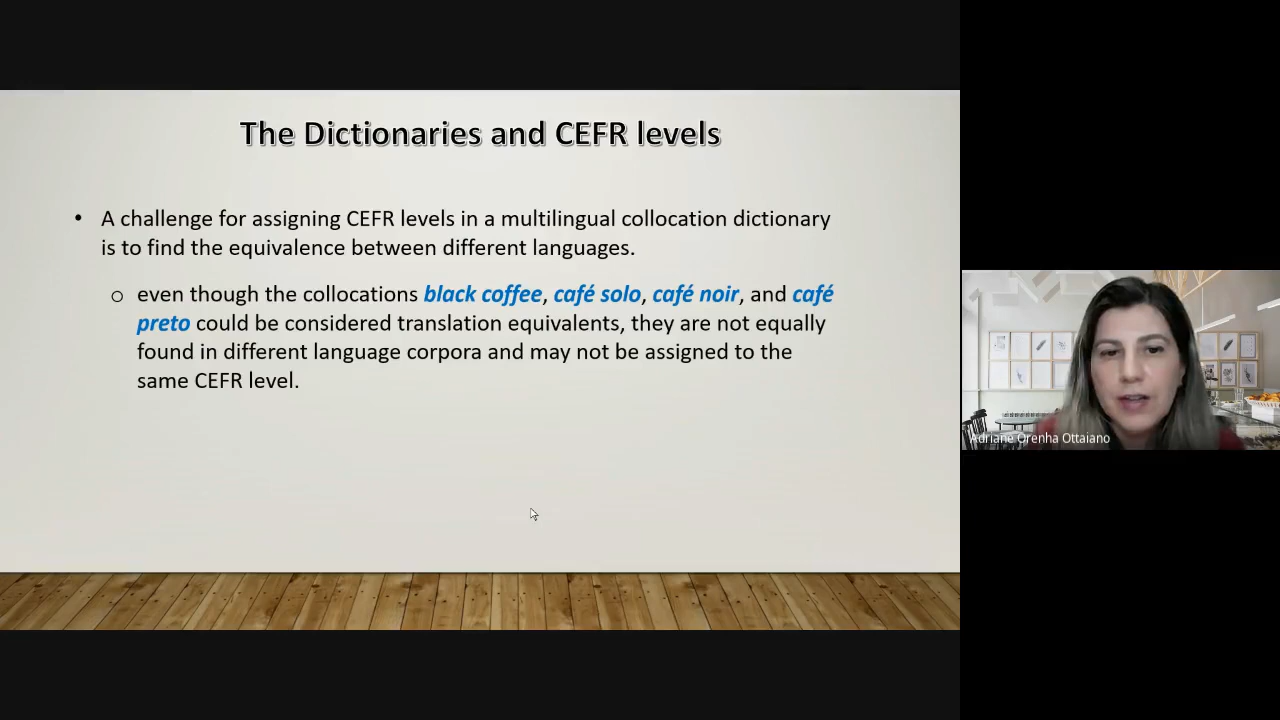 The Dictionaries and CEFR levels
• A challenge for assigning CEFR levels in a multilingual collocation dictionary
is to find the equivalence between different languages.
o even though the collocations black coffee, café solo, café noir, and café
preto could be considered translation equivalents, they are not equally
found in different language corpora and may not be assigned to the
same CEFR level.
Adriane Orenha Ottaiano